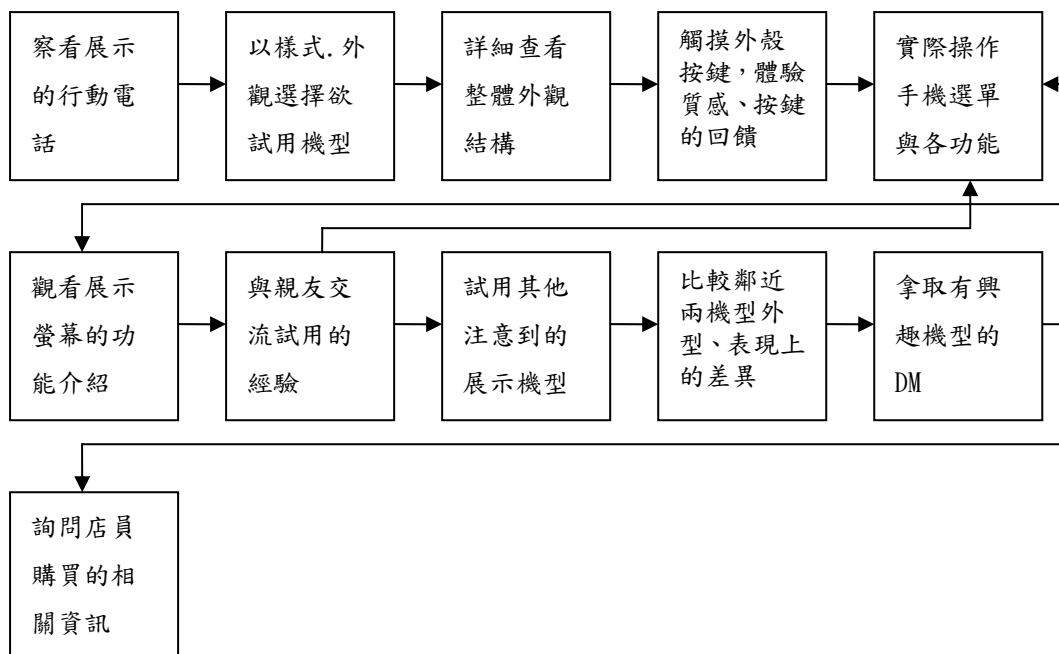 察看展示
的行動電
話
以樣式.外
觀選擇欲
試用機型
詳細查看
整體外觀
結構
觸摸外殼
按鍵，體驗
質感、按鍵
的回饋
實際操作
手機選單
與各功能
觀看展示
螢幕的功
能介紹
與親友交
流試用的
經驗
試用其他
注意到的
展示機型
比較鄰近
兩機型外
型、表現上
的差異
拿取有興
趣機型的
DM
詢問店員
購買的相
關資訊